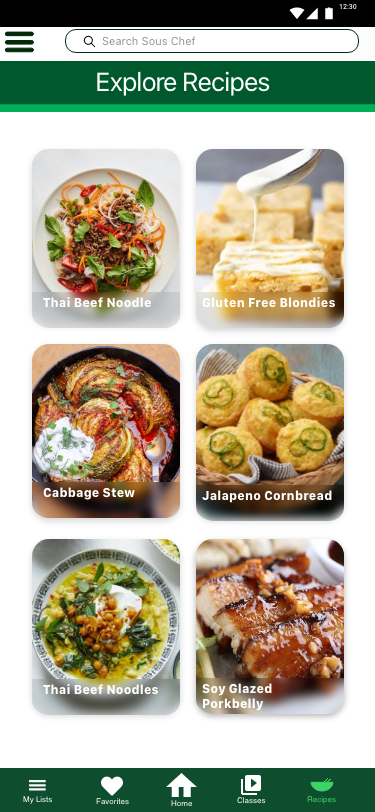 12:30
Search Sous Chef
Explore Recipes
Thai Beef Noodle
Gluten Free Blondies
Cabbage Stew
Jalapeno Cornbread
Thai Beef Noodles
Soy Glazed
Porkbelly
My Lists
Favorites
Home
Classes
Recipes